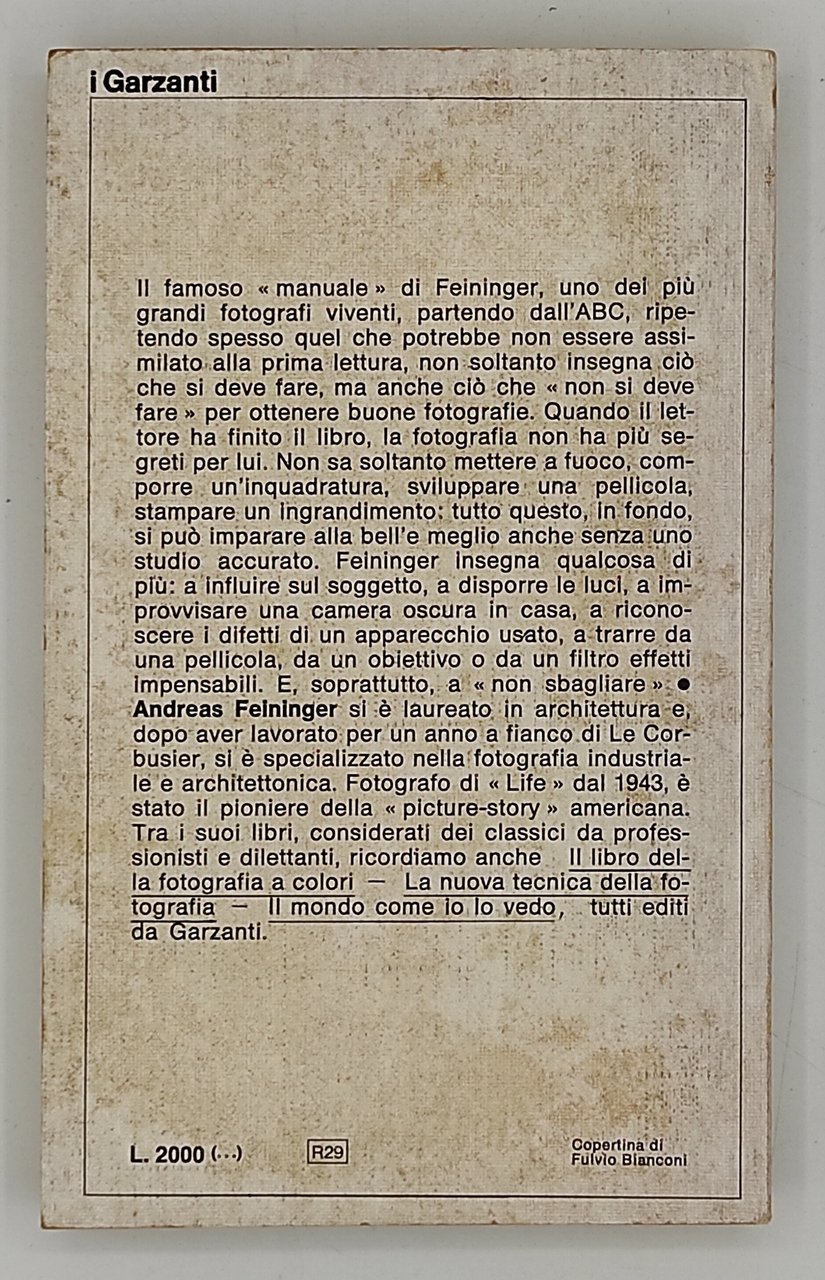 i Garzanti
Il famoso « manuale » di Feininger, uno dei più
grandi fotografi viventi, partendo dall'ABC, ripe-
tendo spesso quel che potrebbe non essere assi-
milato alla prima lettura, non soltanto insegna ciò
che si deve fare, ma anche ciò che « non si deve
fare » per ottenere buone fotografie. Quando il let-
tore ha finito il libro, la fotografia non ha più se-
greti per lui. Non sa soltanto mettere a fuoco, com-
porre un'inquadratura, sviluppare una pellicola,
stampare un ingrandimento: tutto questo, in fondo,
si può imparare alla bell'e meglio anche senza uno
studio accurato. Feininger insegna qualcosa di
più: a influire sul soggetto, a disporre le luci, a im-
provvisare una camera oscura in casa, a ricono-
scere i difetti di un apparecchio usato, a trarre da
una pellicola, da un obiettivo o da un filtro effetti
impensabili. E, soprattutto, a « non sbagliare ». ●
Andreas Feininger si è laureato in architettura e,
dopo aver lavorato per un anno a fianco di Le Cor-
busier, si è specializzato nella fotografia industria-
le e architettonica. Fotografo di « Life » dal 1943, è
stato il pioniere della « picture-story » americana.
Tra i suoi libri, considerati dei classici da profes-
sionisti e dilettanti, ricordiamo anche Il libro del-
la fotografia a colori — La nuova tecnica della fo-
tografia — Il mondo come io lo vedo, tutti editi
da Garzanti.
L. 2000 (...)
R29
Copertina di
Fulvio Bianconi